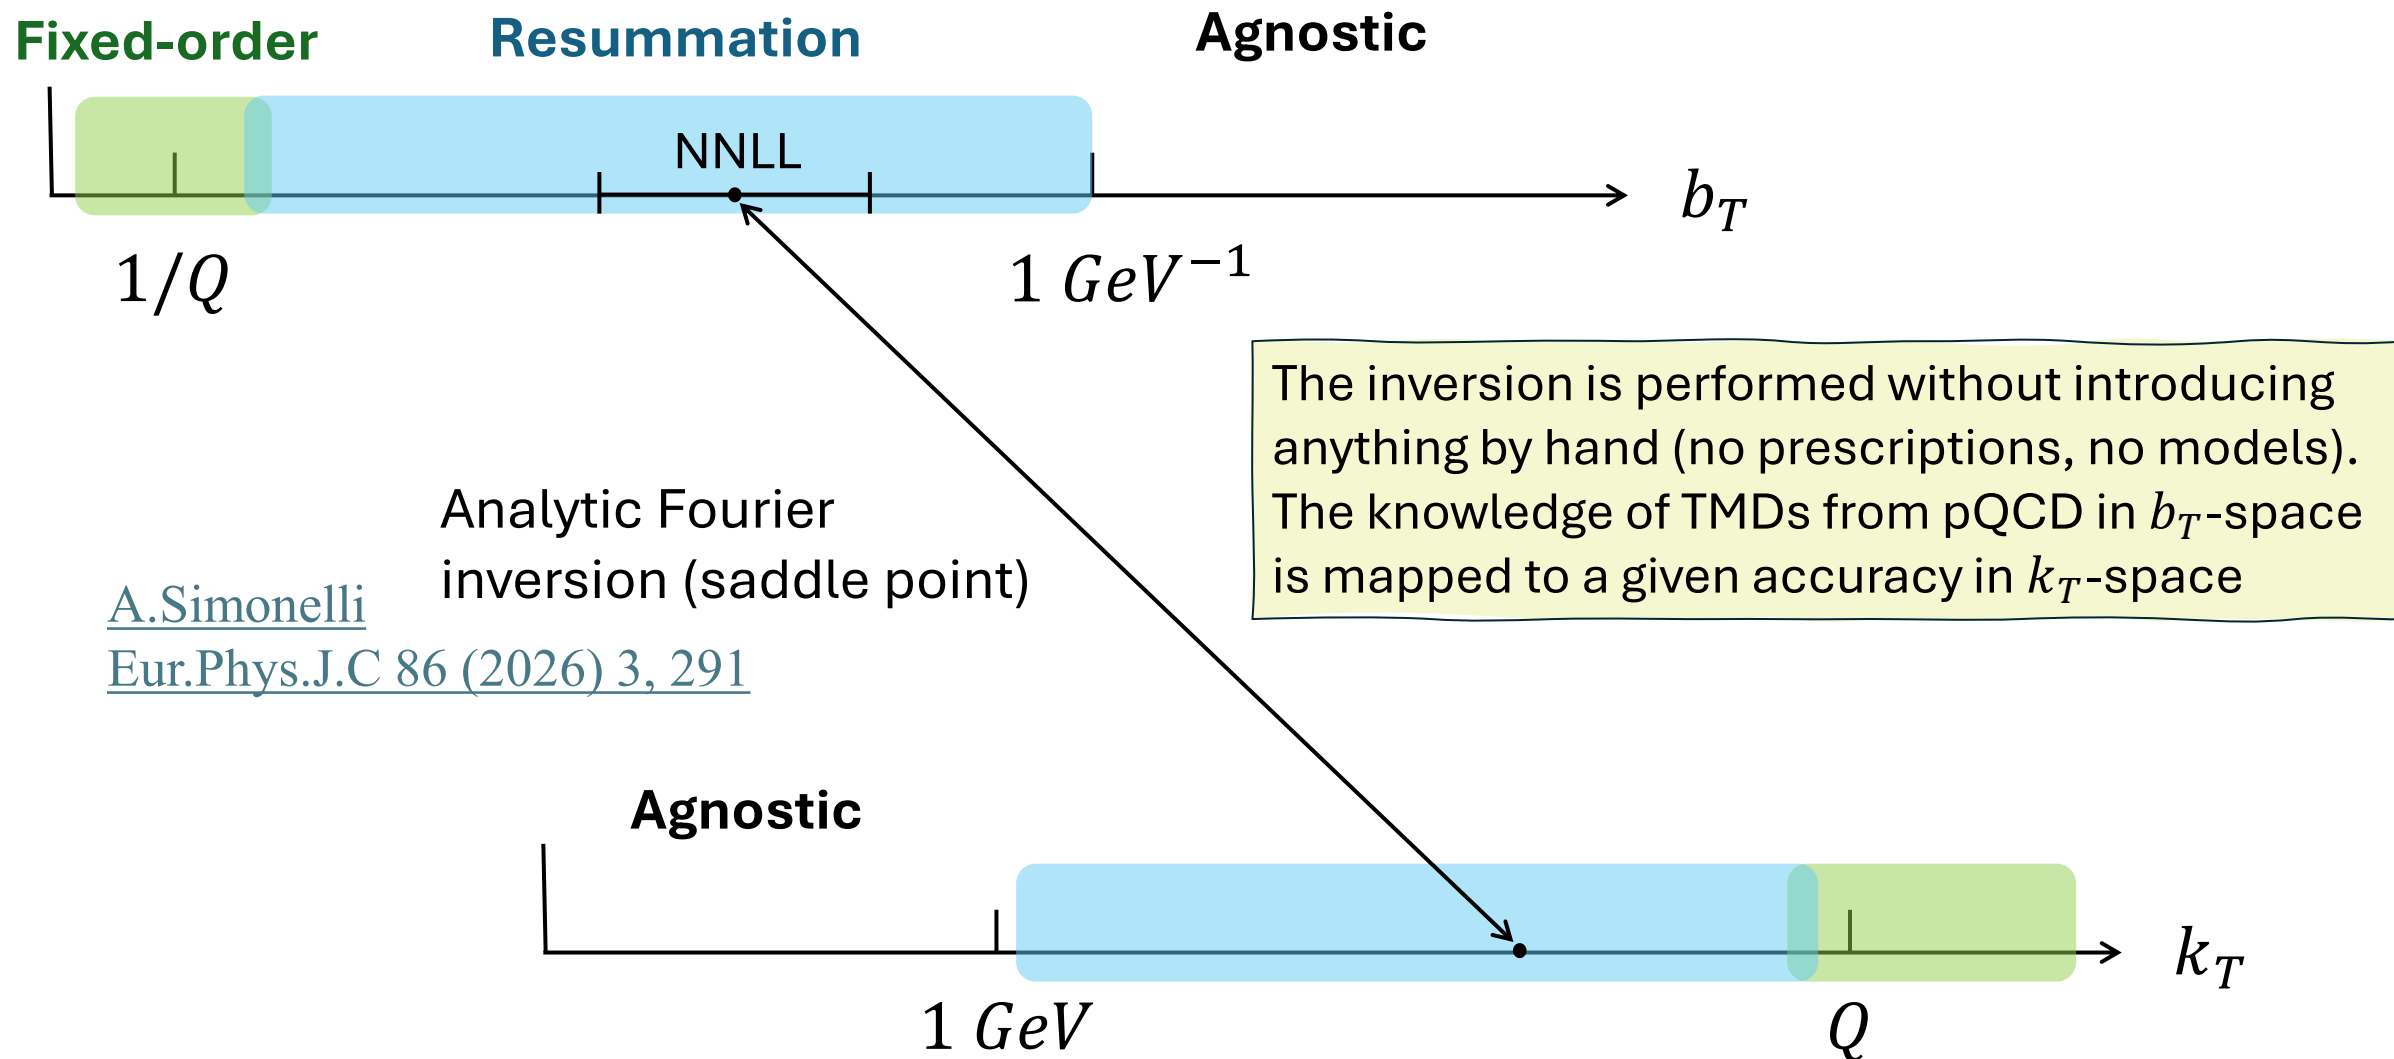 Fixed-order
Resummation
Agnostic
NNLL
b_T
1/Q
1 GeV⁻¹
The inversion is performed without introducing
anything by hand (no prescriptions, no models).
The knowledge of TMDs from pQCD in b_T-space
is mapped to a given accuracy in k_T-space
Analytic Fourier
inversion (saddle point)
A.Simonelli
Eur.Phys.J.C 86 (2026) 3, 291
Agnostic
k_T
1 GeV
Q